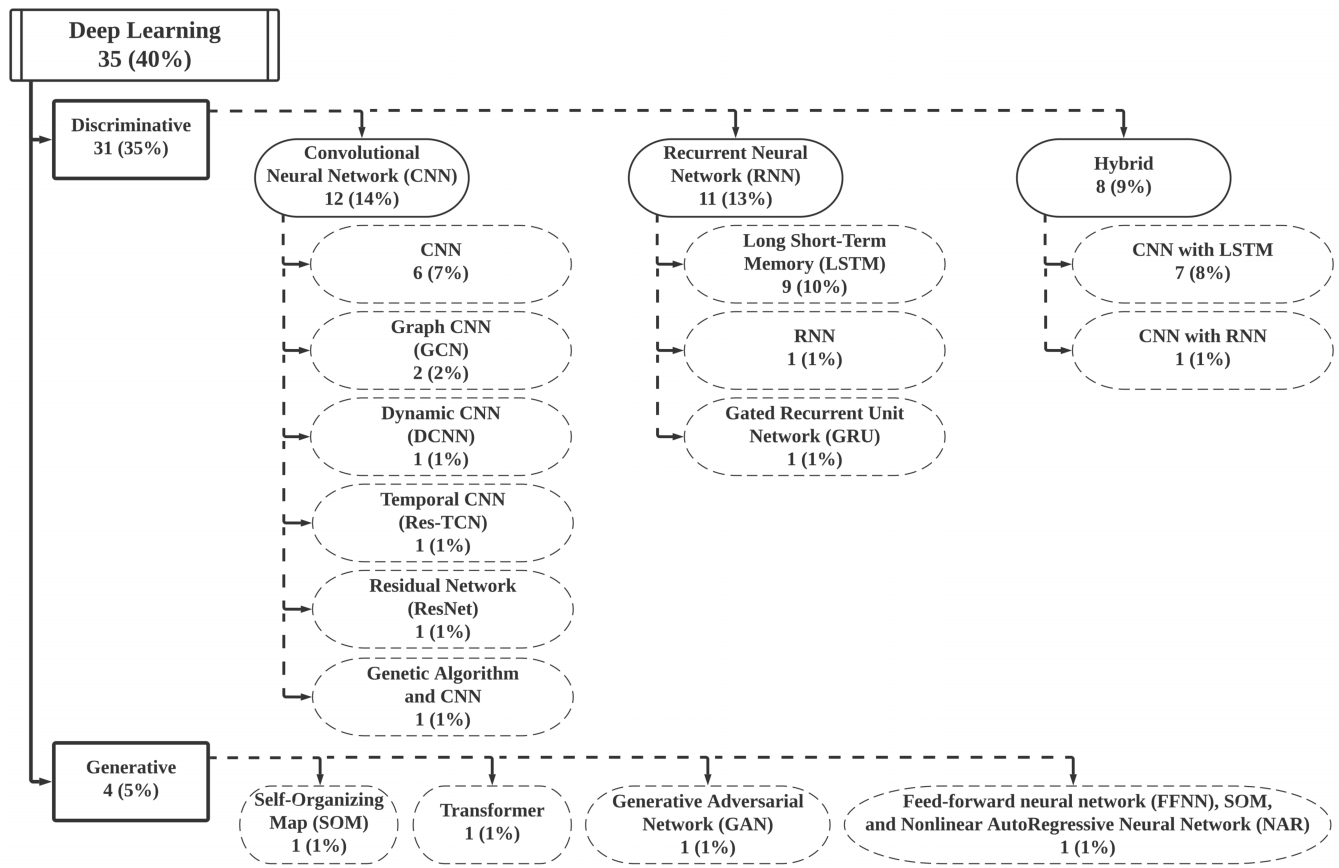 Deep Learning
35 (40%)
Discriminative
31 (35%)
Convolutional
Neural Network (CNN)
12 (14%)
CNN
6 (7%)
Graph CNN
(GCN)
2 (2%)
Dynamic CNN
(DCNN)
1 (1%)
Temporal CNN
(Res-TCN)
1 (1%)
Residual Network
(ResNet)
1 (1%)
Genetic Algorithm
and CNN
1 (1%)
Recurrent Neural
Network (RNN)
11 (13%)
Long Short-Term
Memory (LSTM)
9 (10%)
RNN
1 (1%)
Gated Recurrent Unit
Network (GRU)
1 (1%)
Hybrid
8 (9%)
CNN with LSTM
7 (8%)
CNN with RNN
1 (1%)
Generative
4 (5%)
Self-Organizing
Map (SOM)
1 (1%)
Transformer
1 (1%)
Generative Adversarial
Network (GAN)
1 (1%)
Feed-forward neural network (FFNN), SOM,
and Nonlinear AutoRegressive Neural Network (NAR)
1 (1%)